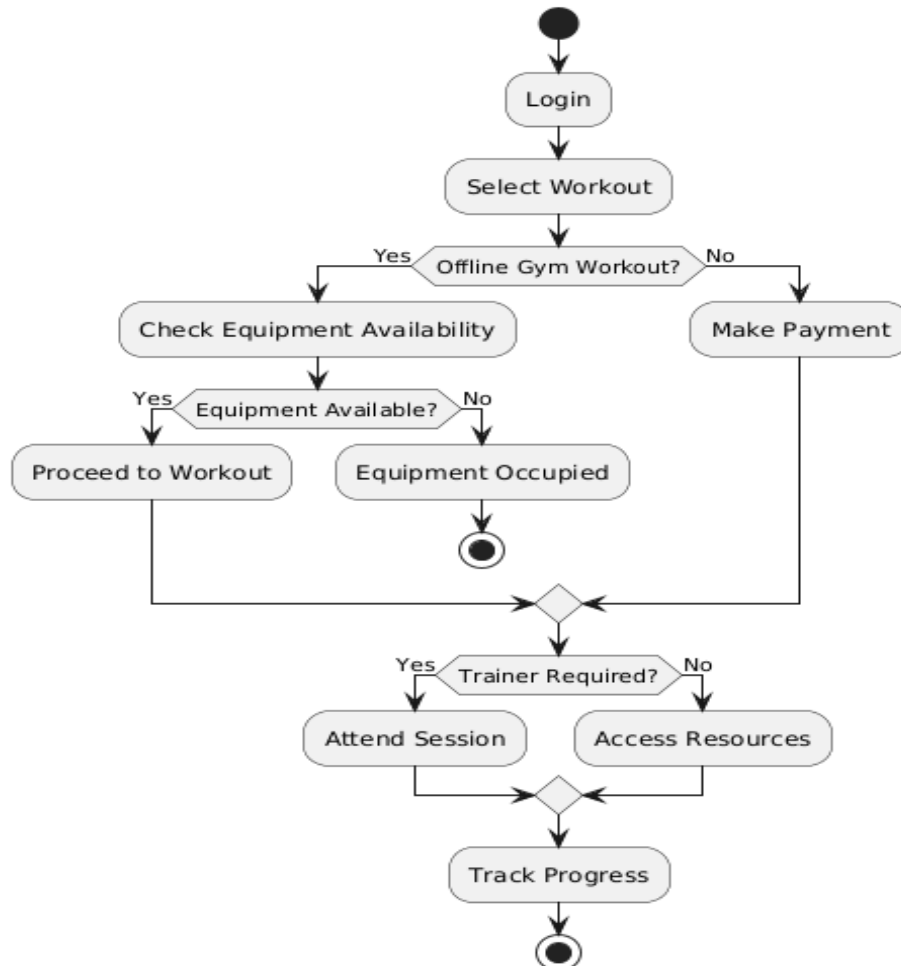 Login
Select Workout
Yes
Offline Gym Workout?
No
Check Equipment Availability
Make Payment
Yes
Equipment Available?
No
Proceed to Workout
Equipment Occupied
Yes
Trainer Required?
No
Attend Session
Access Resources
Track Progress